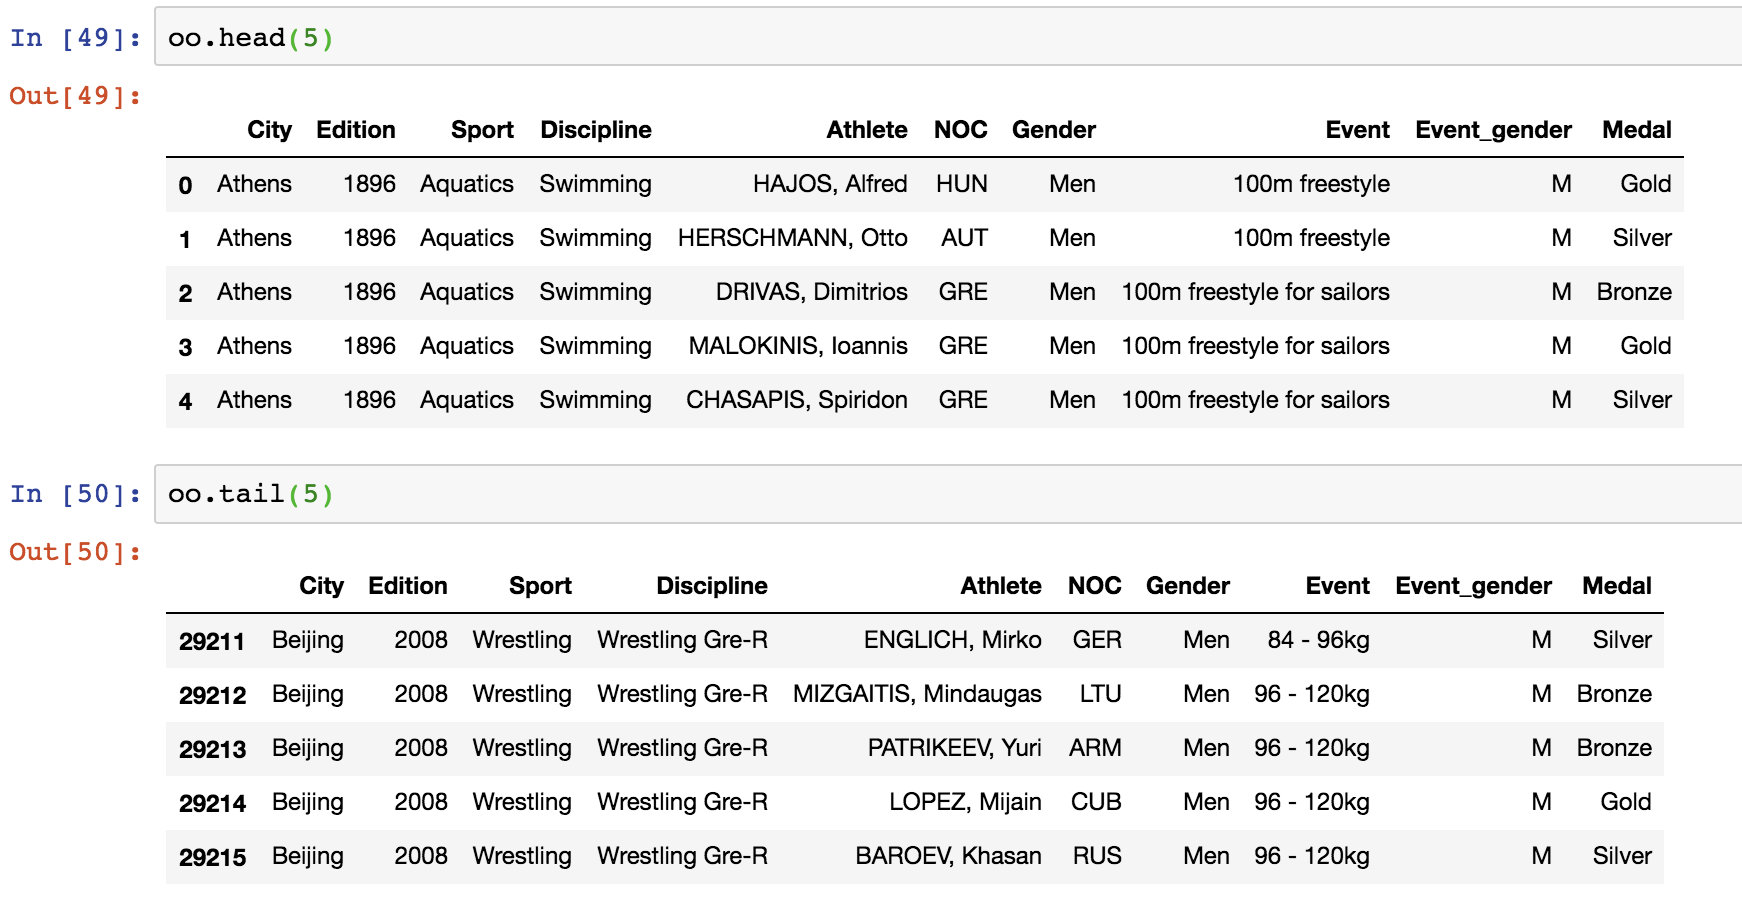 In [49]: oo.head(5)
Out[49]:
City Edition Sport Discipline Athlete NOC Gender Event Event_gender Medal
0 Athens 1896 Aquatics Swimming HAJOS, Alfred HUN Men 100m freestyle M Gold
1 Athens 1896 Aquatics Swimming HERSCHMANN, Otto AUT Men 100m freestyle M Silver
2 Athens 1896 Aquatics Swimming DRIVAS, Dimitrios GRE Men 100m freestyle for sailors M Bronze
3 Athens 1896 Aquatics Swimming MALOKINIS, Ioannis GRE Men 100m freestyle for sailors M Gold
4 Athens 1896 Aquatics Swimming CHASAPIS, Spiridon GRE Men 100m freestyle for sailors M Silver
In [50]: oo.tail(5)
Out[50]:
City Edition Sport Discipline Athlete NOC Gender Event Event_gender Medal
29211 Beijing 2008 Wrestling Wrestling Gre-R ENGLICH, Mirko GER Men 84 - 96kg M Silver
29212 Beijing 2008 Wrestling Wrestling Gre-R MIZGAITIS, Mindaugas LTU Men 96 - 120kg M Bronze
29213 Beijing 2008 Wrestling Wrestling Gre-R PATRIKEEV, Yuri ARM Men 96 - 120kg M Bronze
29214 Beijing 2008 Wrestling Wrestling Gre-R LOPEZ, Mijain CUB Men 96 - 120kg M Gold
29215 Beijing 2008 Wrestling Wrestling Gre-R BAROEV, Khasan RUS Men 96 - 120kg M Silver